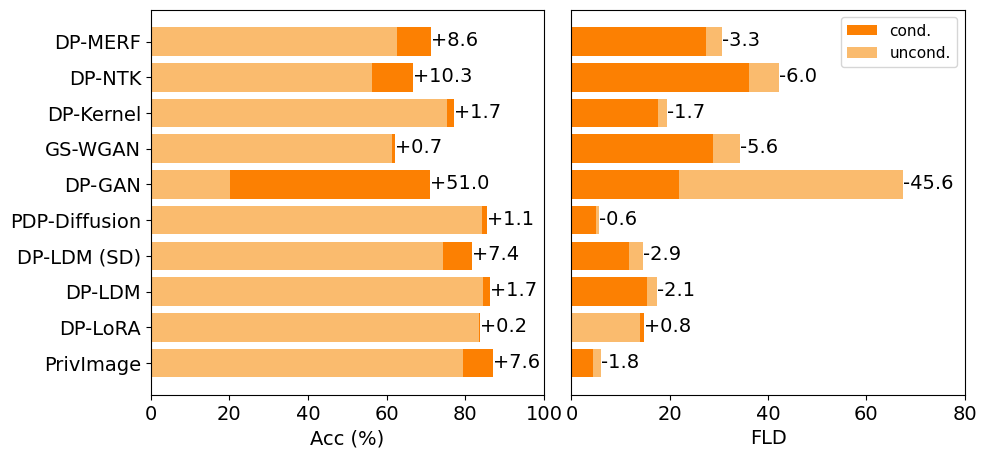 DP-MERF +8.6 -3.3
cond.
uncond.
DP-NTK +10.3 -6.0
DP-Kernel +1.7 -1.7
GS-WGAN +0.7 -5.6
DP-GAN +51.0 -45.6
PDP-Diffusion +1.1 -0.6
DP-LDM (SD) +7.4 -2.9
DP-LDM +1.7 -2.1
DP-LoRA +0.2 +0.8
PrivImage +7.6 -1.8
0 20 40 60 80 100 0 20 40 60 80
Acc (%) FLD